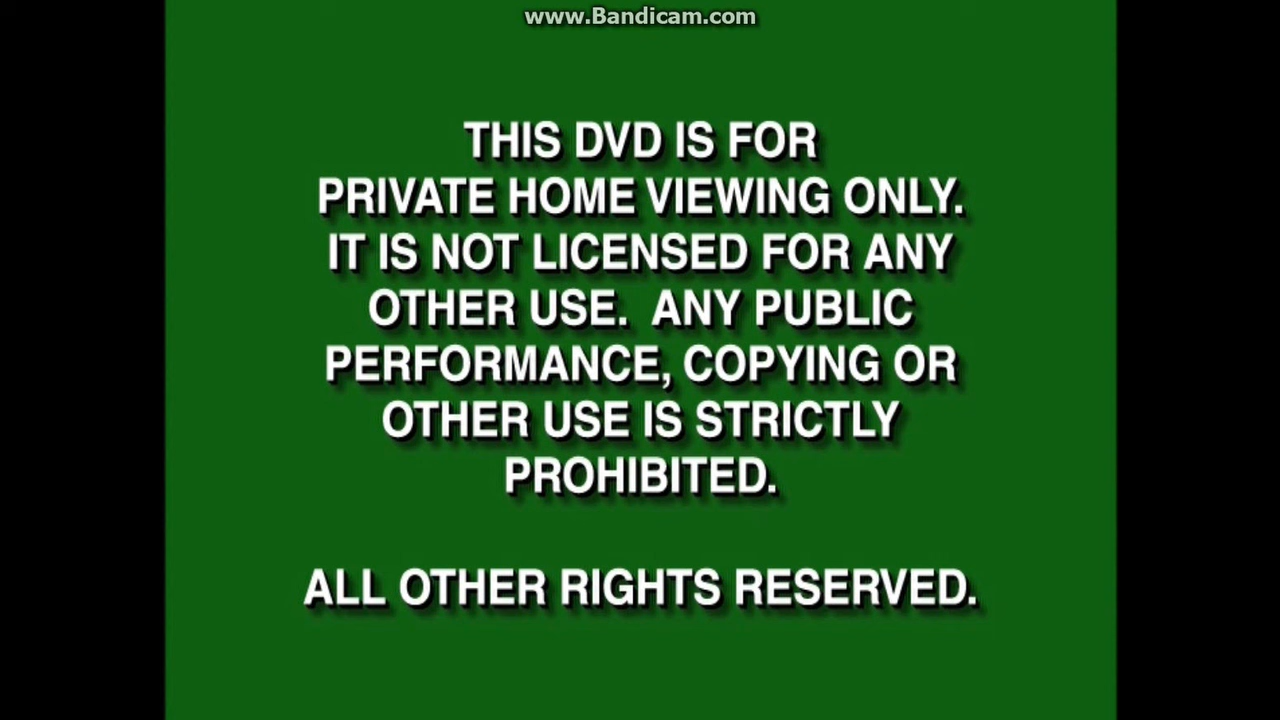 www.Bandicam.com
THIS DVD IS FOR
PRIVATE HOME VIEWING ONLY.
IT IS NOT LICENSED FOR ANY
OTHER USE.  ANY PUBLIC
PERFORMANCE, COPYING OR
OTHER USE IS STRICTLY
PROHIBITED.
ALL OTHER RIGHTS RESERVED.